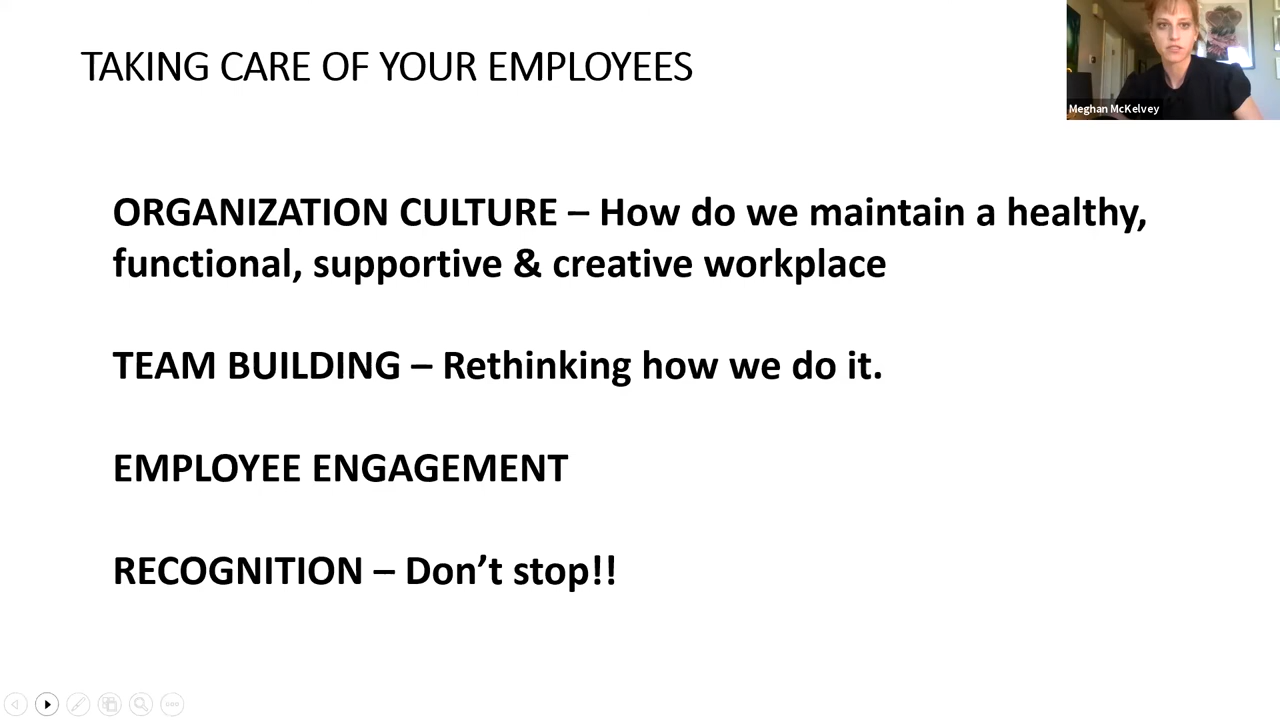 TAKING CARE OF YOUR EMPLOYEES
Meghan McKelvey
ORGANIZATION CULTURE – How do we maintain a healthy,
functional, supportive & creative workplace
TEAM BUILDING – Rethinking how we do it.
EMPLOYEE ENGAGEMENT
RECOGNITION – Don’t stop!!